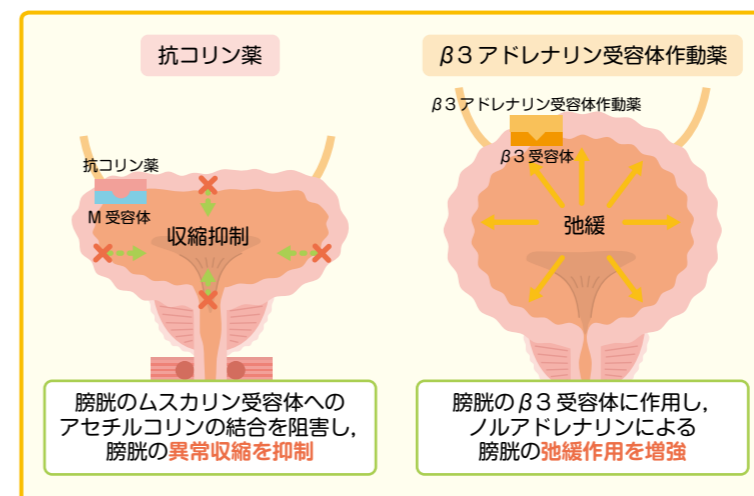 抗コリン薬
抗コリン薬
M 受容体
収縮抑制
膀胱のムスカリン受容体への
アセチルコリンの結合を阻害し,
膀胱の異常収縮を抑制
β3アドレナリン受容体作動薬
β3アドレナリン受容体作動薬
β3受容体
弛緩
膀胱のβ3受容体に作用し,
ノルアドレナリンによる
膀胱の弛緩作用を増強